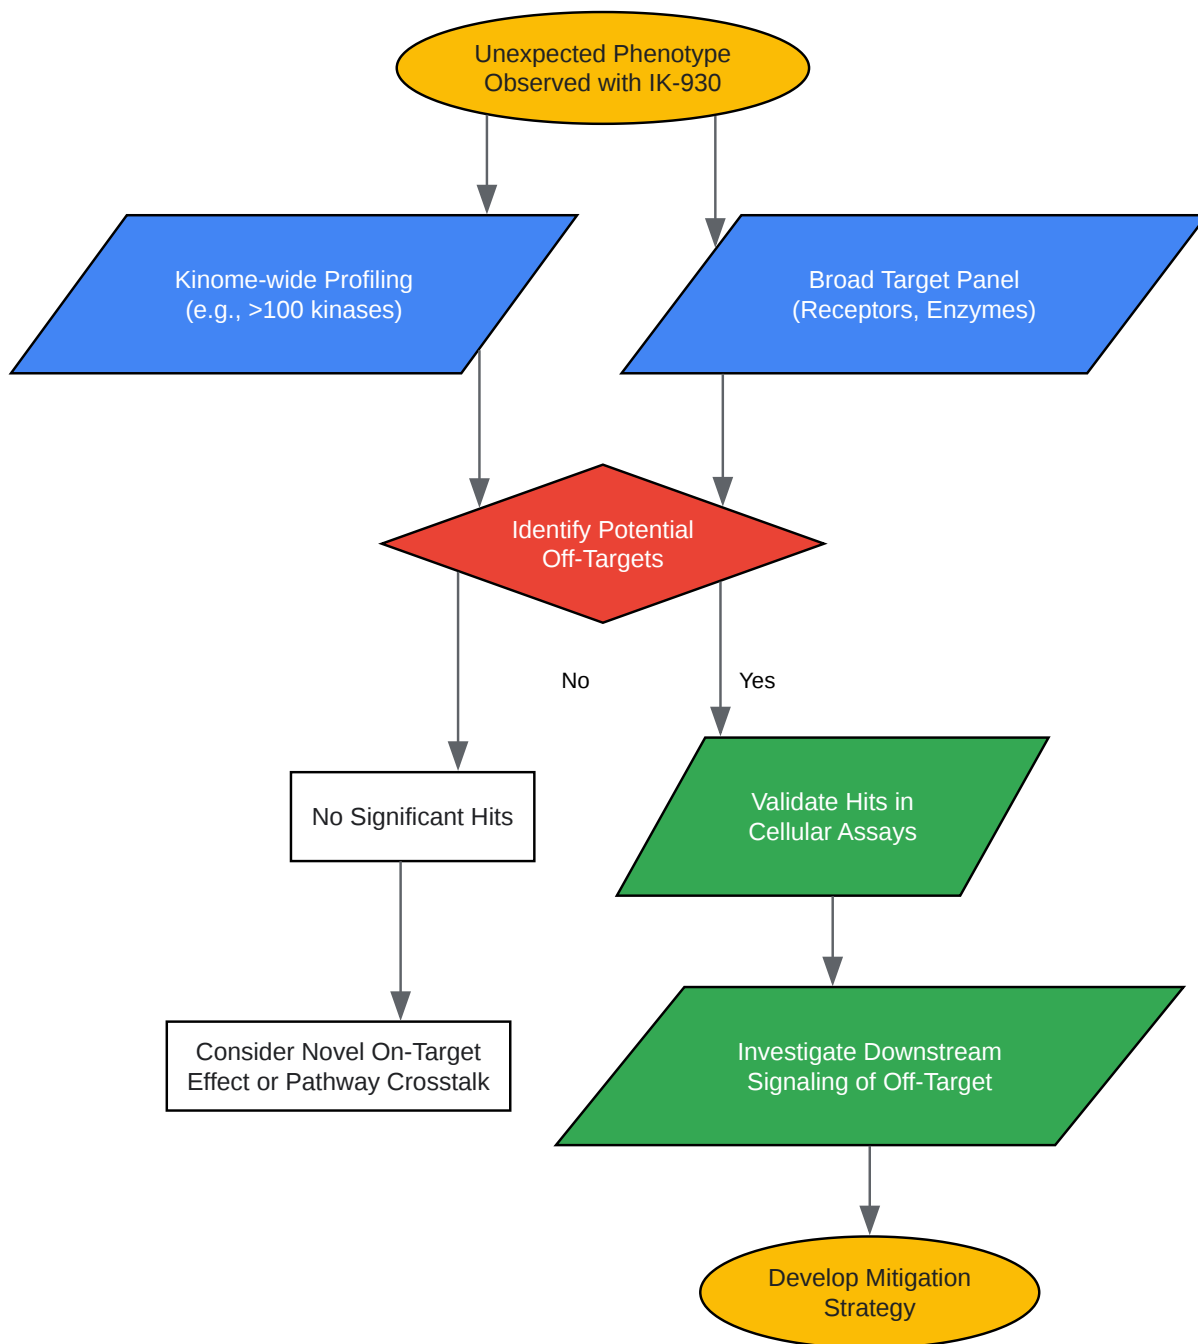 Unexpected Phenotype
Observed with IK-930
Kinome-wide Profiling
(e.g., >100 kinases)
Broad Target Panel
(Receptors, Enzymes)
Identify Potential
Off-Targets
No
Yes
No Significant Hits
Validate Hits in
Cellular Assays
Consider Novel On-Target
Effect or Pathway Crosstalk
Investigate Downstream
Signaling of Off-Target
Develop Mitigation
Strategy